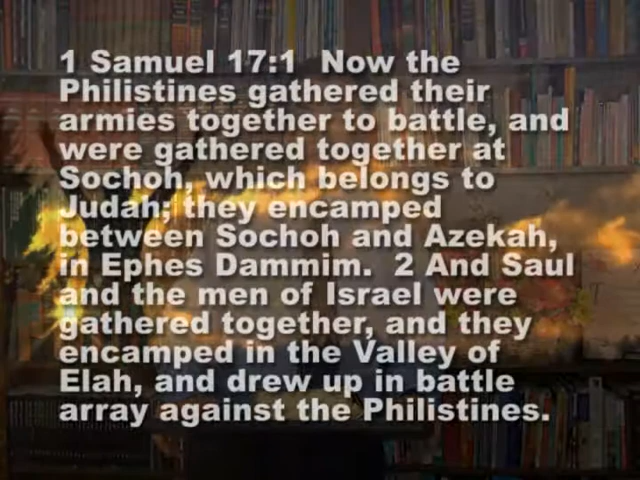 1 Samuel 17:1  Now the
Philistines gathered their
armies together to battle, and
were gathered together at
Sochoh, which belongs to
Judah; they encamped
between Sochoh and Azekah,
in Ephes Dammim.  2 And Saul
and the men of Israel were
gathered together, and they
encamped in the Valley of
Elah, and drew up in battle
array against the Philistines.